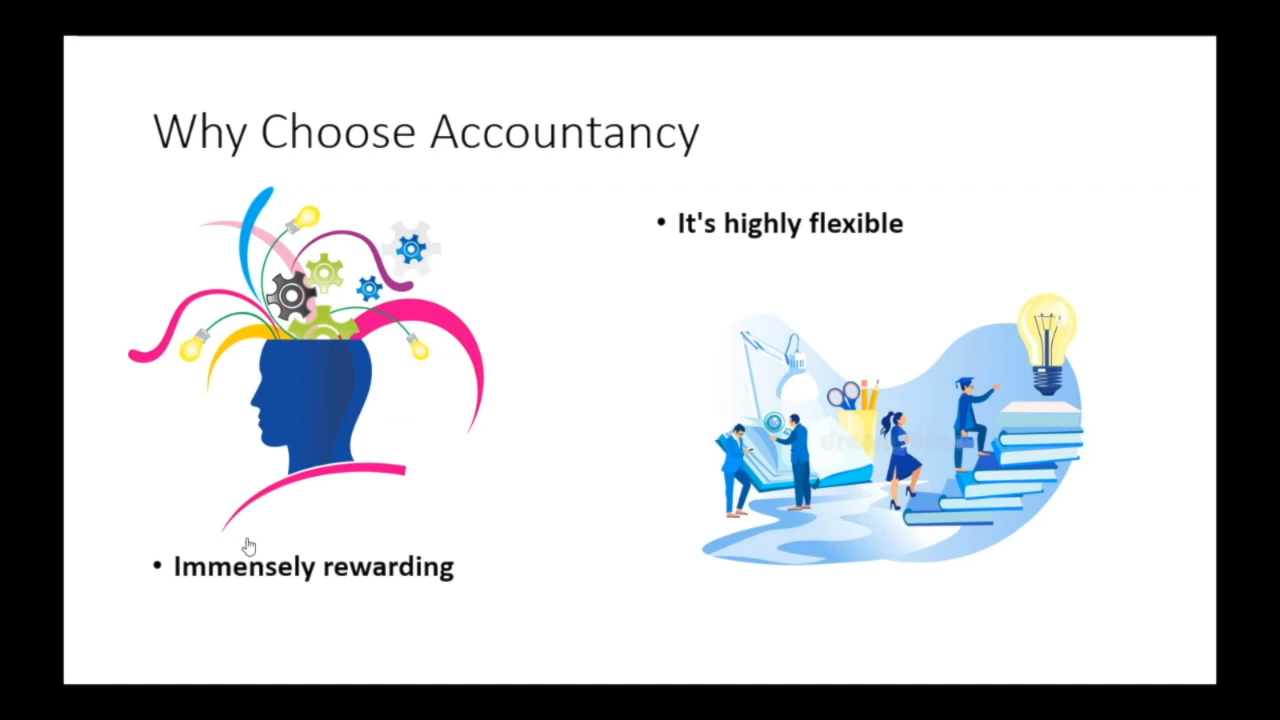 Why Choose Accountancy
• It's highly flexible
• Immensely rewarding